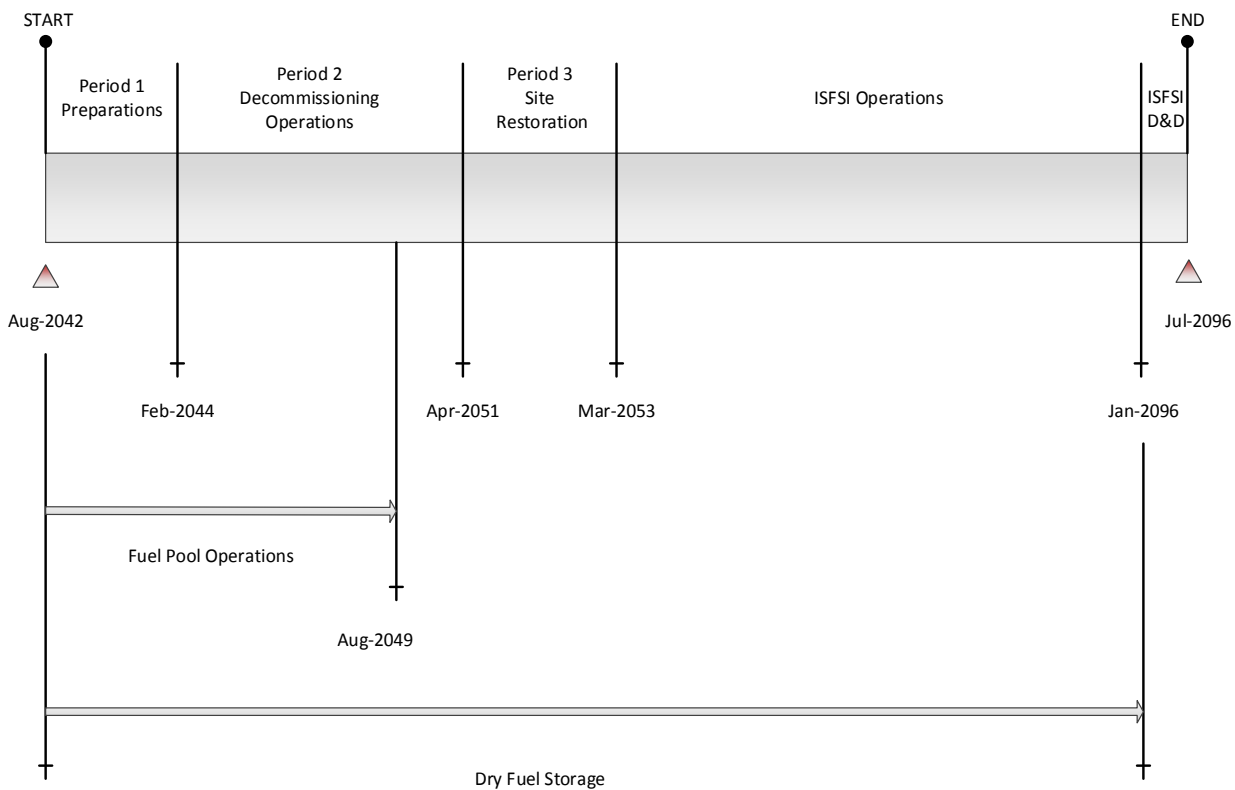 START
END
Period 1
Preparations
Period 2
Decommissioning
Operations
Period 3
Site
Restoration
ISFSI Operations
ISFSI
D&D
Aug-2042
Jul-2096
Feb-2044
Apr-2051
Mar-2053
Jan-2096
Fuel Pool Operations
Aug-2049
Dry Fuel Storage